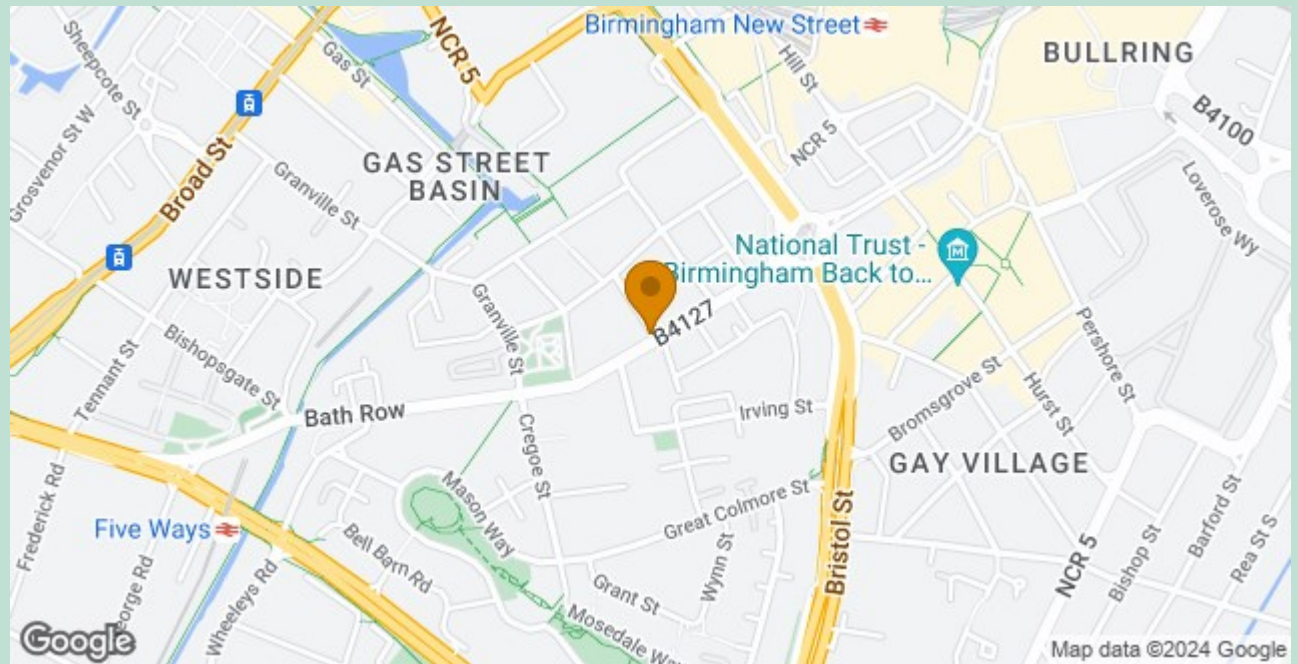 Birmingham New Street
BULLRING
Sheepcote St
Gas St
NCR 5
Hill St
B4100
NCR 5
Grosvenor St W
Broad St
GAS STREET
BASIN
Granville St
Loverose Wy
WESTSIDE
National Trust -
Birmingham Back to...
B4127
Granville St
Pershore St
Tennant St
Bishopsgate St
Bath Row
Irving St
Bromsgrove St
Hurst St
Cregoe St
GAY VILLAGE
Frederick Rd
Five Ways
Mason Way
Great Colmore St
Bristol St
Barford St
Bell Barn Rd
Wynn St
NCR 5
Bishop St
Rea St S
George Rd
Wheeleys Rd
Grant St
Mosedale Way
Google
Map data ©2024 Google